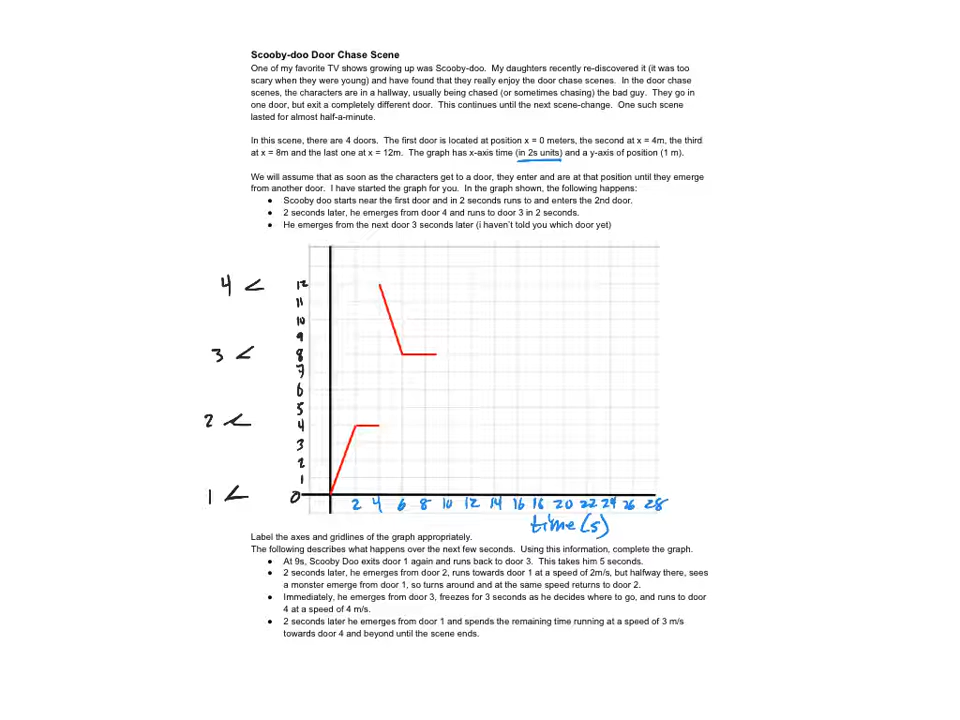 Scooby-doo Door Chase Scene
One of my favorite TV shows growing up was Scooby-doo.  My daughters recently re-discovered it (it was too
scary when they were young) and have found that they really enjoy the door chase scenes.  In the door chase
scenes, the characters are in a hallway, usually being chased (or sometimes chasing) the bad guy.  They go in
one door, but exit a completely different door.  This continues until the next scene-change.  One such scene
lasted for almost half-a-minute.
In this scene, there are 4 doors.  The first door is located at position x = 0 meters, the second at x = 4m, the third
at x = 8m and the last one at x = 12m.  The graph has x-axis time (in 2s units) and a y-axis of position (1 m).
We will assume that as soon as the characters get to a door, they enter and are at that position until they emerge
from another door.  I have started the graph for you.  In the graph shown, the following happens:
● Scooby doo starts near the first door and in 2 seconds runs to and enters the 2nd door.
● 2 seconds later, he emerges from door 4 and runs to door 3 in 2 seconds.
● He emerges from the next door 3 seconds later (i haven't told you which door yet)
4 < 12
11
10
9
3 < 8
7
6
5
2 < 4
3
2
1
1 < 0
2 4 6 8 10 12 14 16 18 20 22 24 26 28
time (s)
Label the axes and gridlines of the graph appropriately.
The following describes what happens over the next few seconds.  Using this information, complete the graph.
● At 9s, Scooby Doo exits door 1 again and runs back to door 3.  This takes him 5 seconds.
● 2 seconds later, he emerges from door 2, runs towards door 1 at a speed of 2m/s, but halfway there, sees
a monster emerge from door 1, so turns around and at the same speed returns to door 2.
● Immediately, he emerges from door 3, freezes for 3 seconds as he decides where to go, and runs to door
4 at a speed of 4 m/s.
● 2 seconds later he emerges from door 1 and spends the remaining time running at a speed of 3 m/s
towards door 4 and beyond until the scene ends.